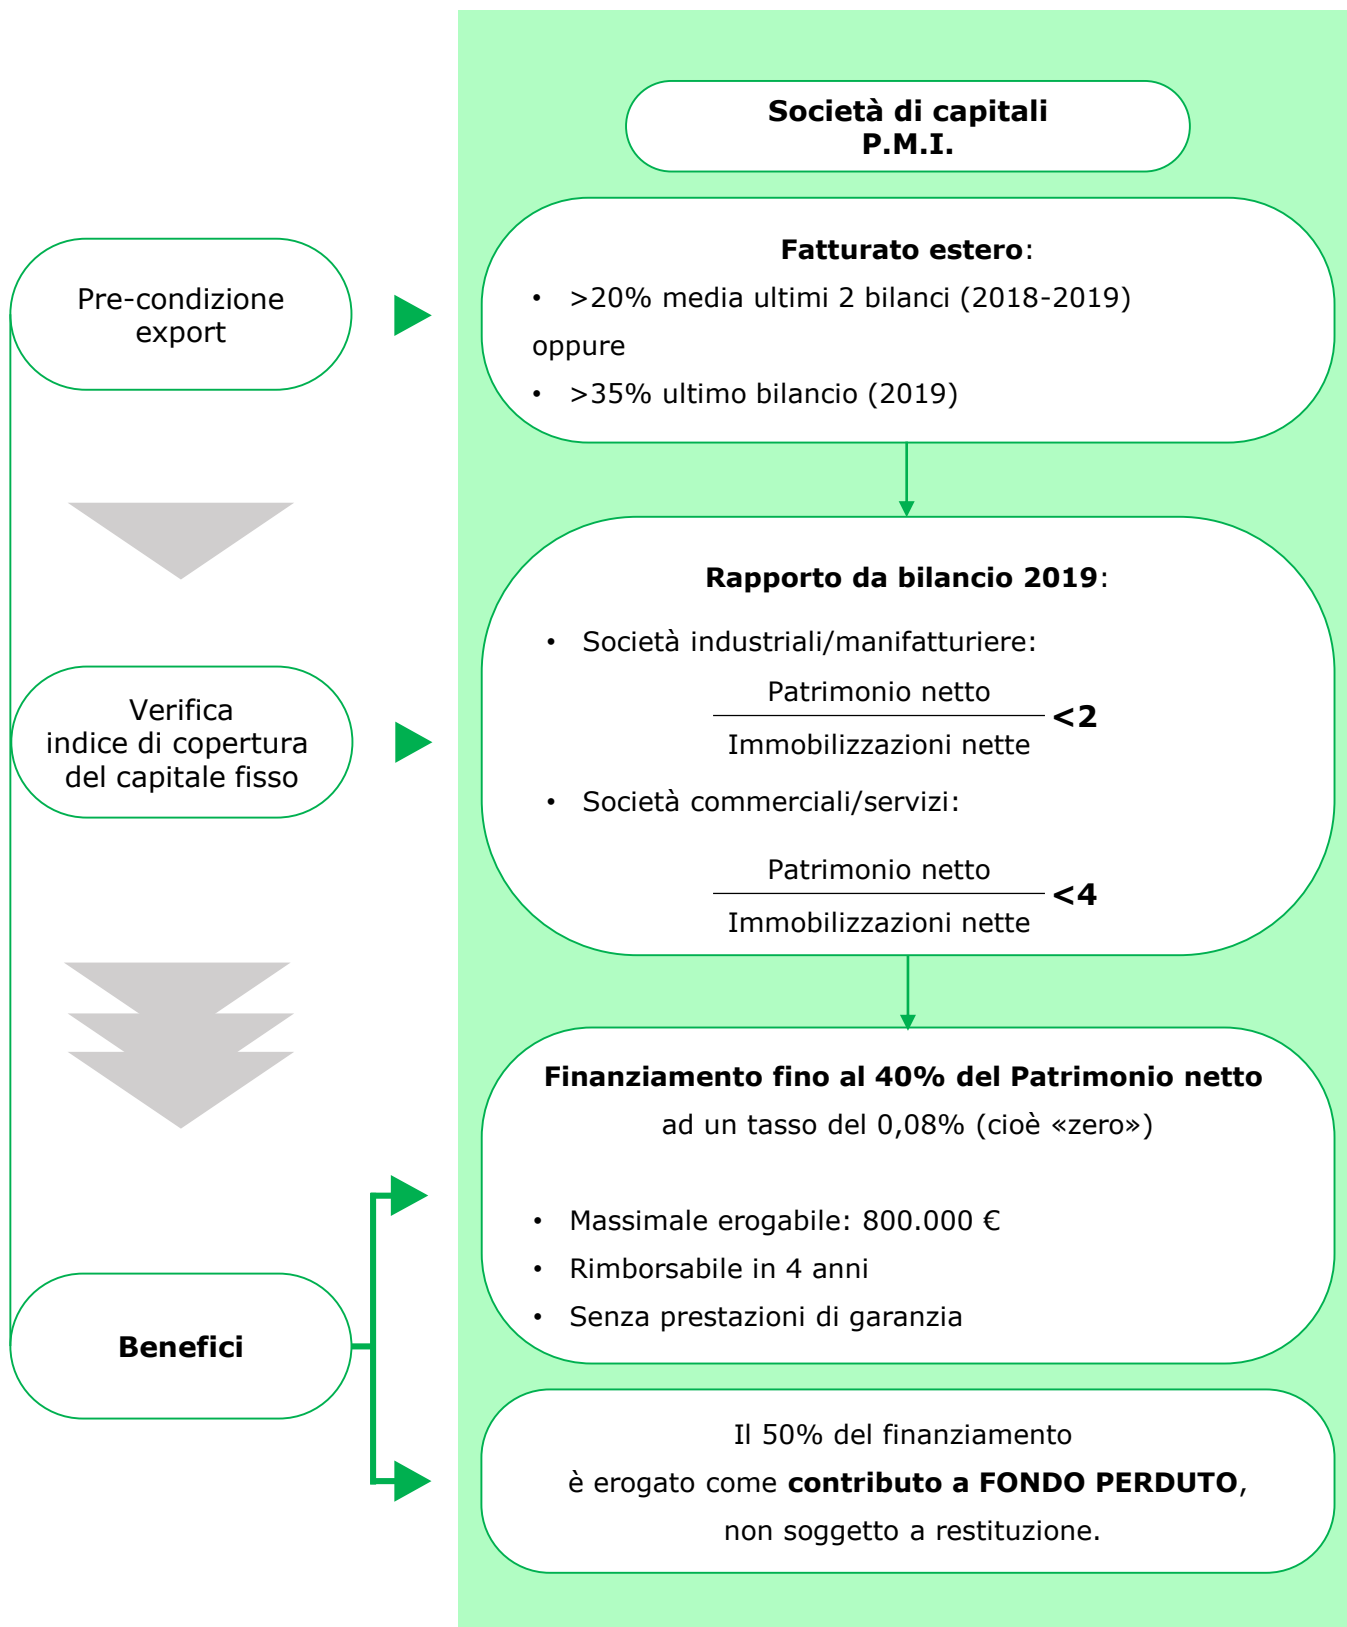 Società di capitali
P.M.I.
Pre-condizione
export
Fatturato estero:
• >20% media ultimi 2 bilanci (2018-2019)
oppure
• >35% ultimo bilancio (2019)
Verifica
indice di copertura
del capitale fisso
Rapporto da bilancio 2019:
• Società industriali/manifatturiere:
Patrimonio netto
<2
Immobilizzazioni nette
• Società commerciali/servizi:
Patrimonio netto
<4
Immobilizzazioni nette
Benefici
Finanziamento fino al 40% del Patrimonio netto
ad un tasso del 0,08% (cioè «zero»)
• Massimale erogabile: 800.000 €
• Rimborsabile in 4 anni
• Senza prestazioni di garanzia
Il 50% del finanziamento
è erogato come contributo a FONDO PERDUTO,
non soggetto a restituzione.